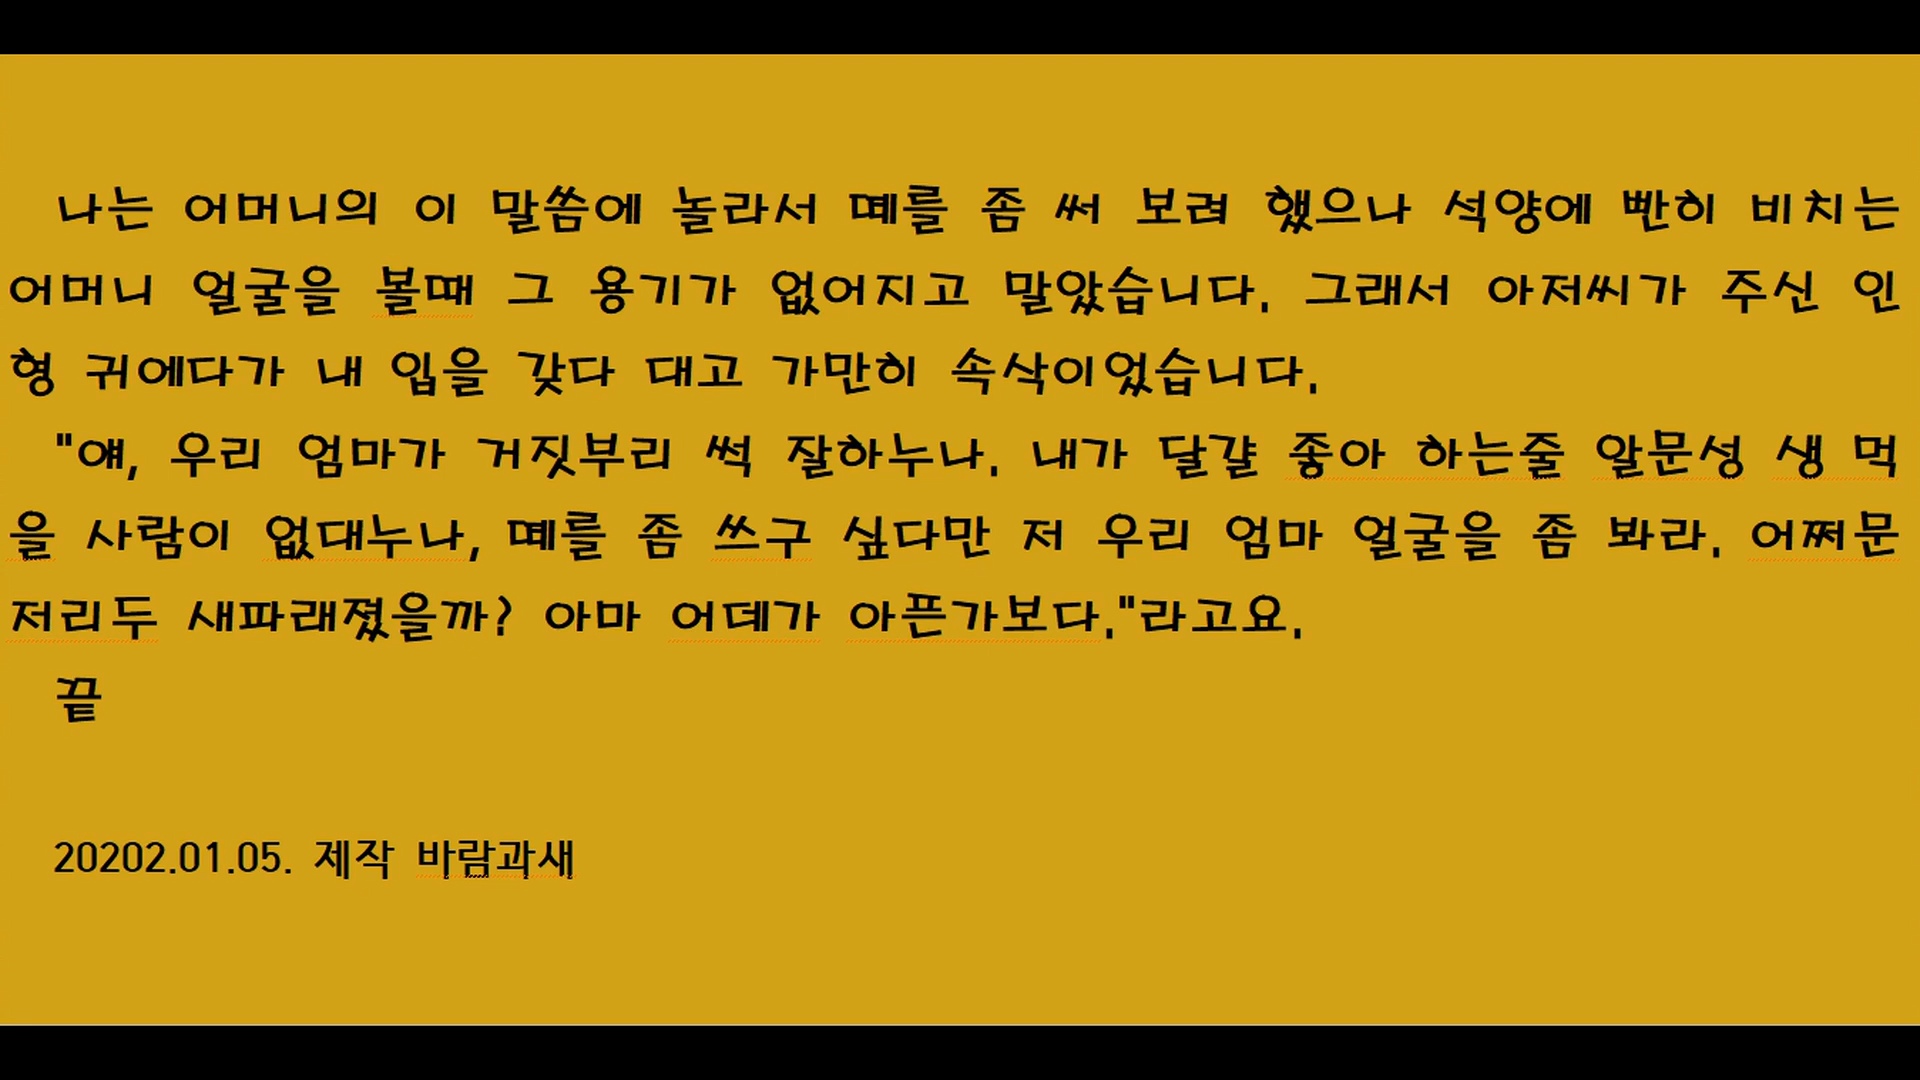 나는 어머니의 이 말씀에 놀라서 떼를 좀 써 보려 했으나 석양에 빤히 비치는
어머니 얼굴을 볼때 그 용기가 없어지고 말았습니다. 그래서 아저씨가 주신 인
형 귀에다가 내 입을 갖다 대고 가만히 속삭이었습니다.
"얘, 우리 엄마가 거짓부리 썩 잘하누나. 내가 달걀 좋아 하는줄 알문성 생 먹
을 사람이 없대누나, 떼를 좀 쓰구 싶다만 저 우리 엄마 얼굴을 좀 봐라. 어쩌문
저리두 새파래졌을까? 아마 어데가 아픈가보다."라고요.
끝
20202.01.05. 제작 바람과새